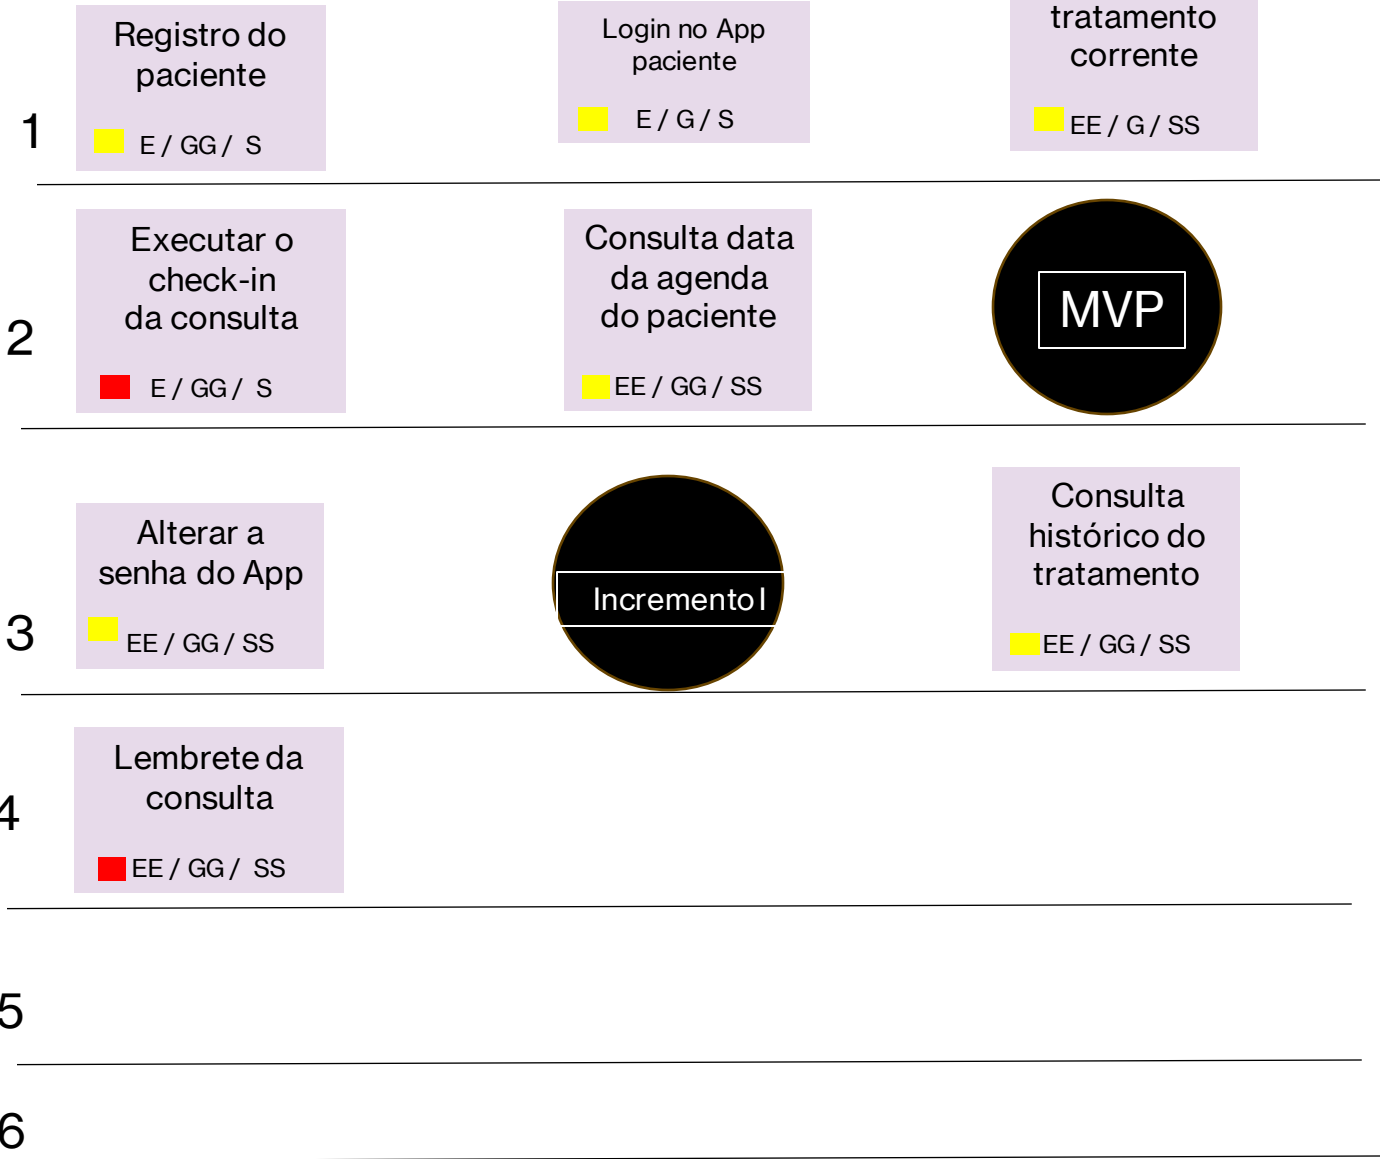 Registro do
paciente
E / GG / S
Login no App
paciente
E / G / S
tratamento
corrente
EE / G / SS
1
Executar o
check-in
da consulta
E / GG / S
Consulta data
da agenda
do paciente
EE / GG / SS
MVP
2
Alterar a
senha do App
EE / GG / SS
Incremento I
Consulta
histórico do
tratamento
EE / GG / SS
3
Lembrete da
consulta
EE / GG / SS
4
5
6